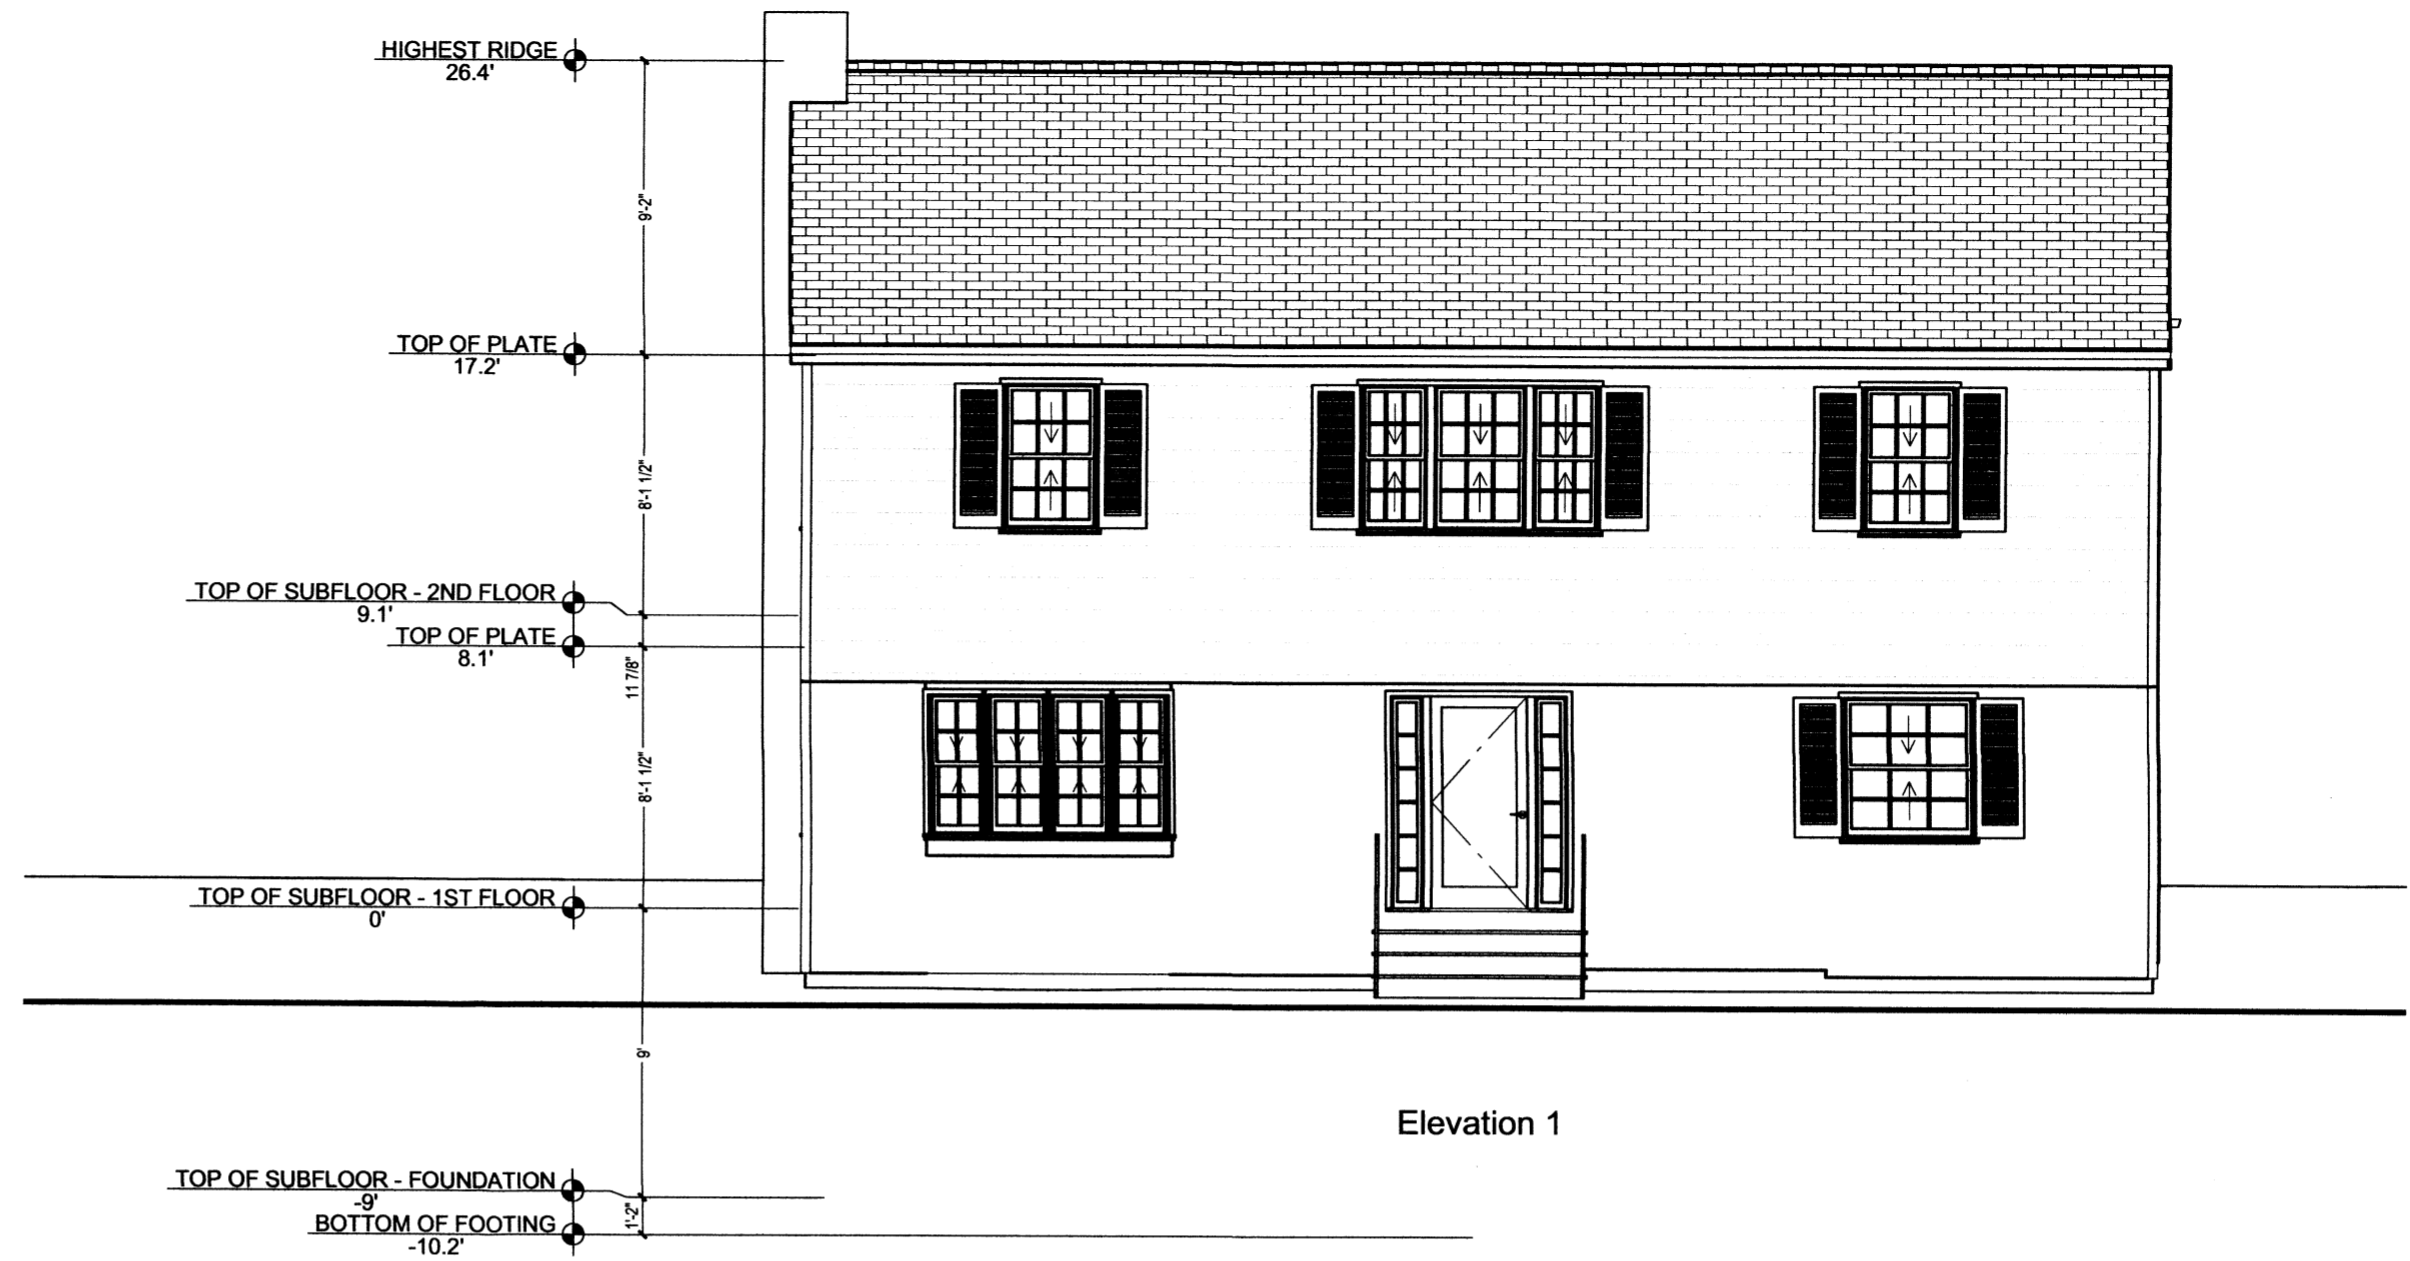 HIGHEST RIDGE
26.4'
9'-2"
TOP OF PLATE
17.2'
8'-1 1/2"
TOP OF SUBFLOOR - 2ND FLOOR
9.1'
TOP OF PLATE
8.1'
11 7/8"
8'-1 1/2"
TOP OF SUBFLOOR - 1ST FLOOR
0'
9'
Elevation 1
TOP OF SUBFLOOR - FOUNDATION
-9'
1'-2"
BOTTOM OF FOOTING
-10.2'